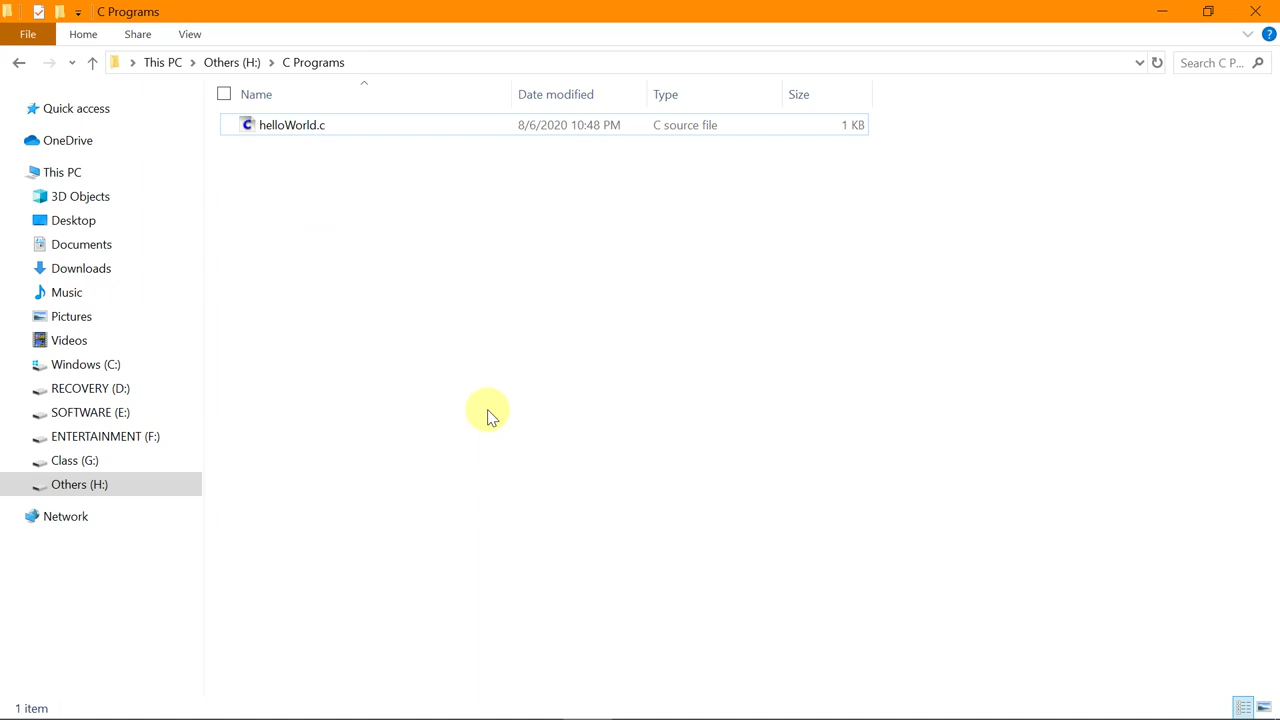 C Programs
File Home Share View
This PC Others (H:) C Programs Search C P...
Name Date modified Type Size
helloWorld.c 8/6/2020 10:48 PM C source file 1 KB
Quick access
OneDrive
This PC
3D Objects
Desktop
Documents
Downloads
Music
Pictures
Videos
Windows (C:)
RECOVERY (D:)
SOFTWARE (E:)
ENTERTAINMENT (F:)
Class (G:)
Others (H:)
Network
1 item